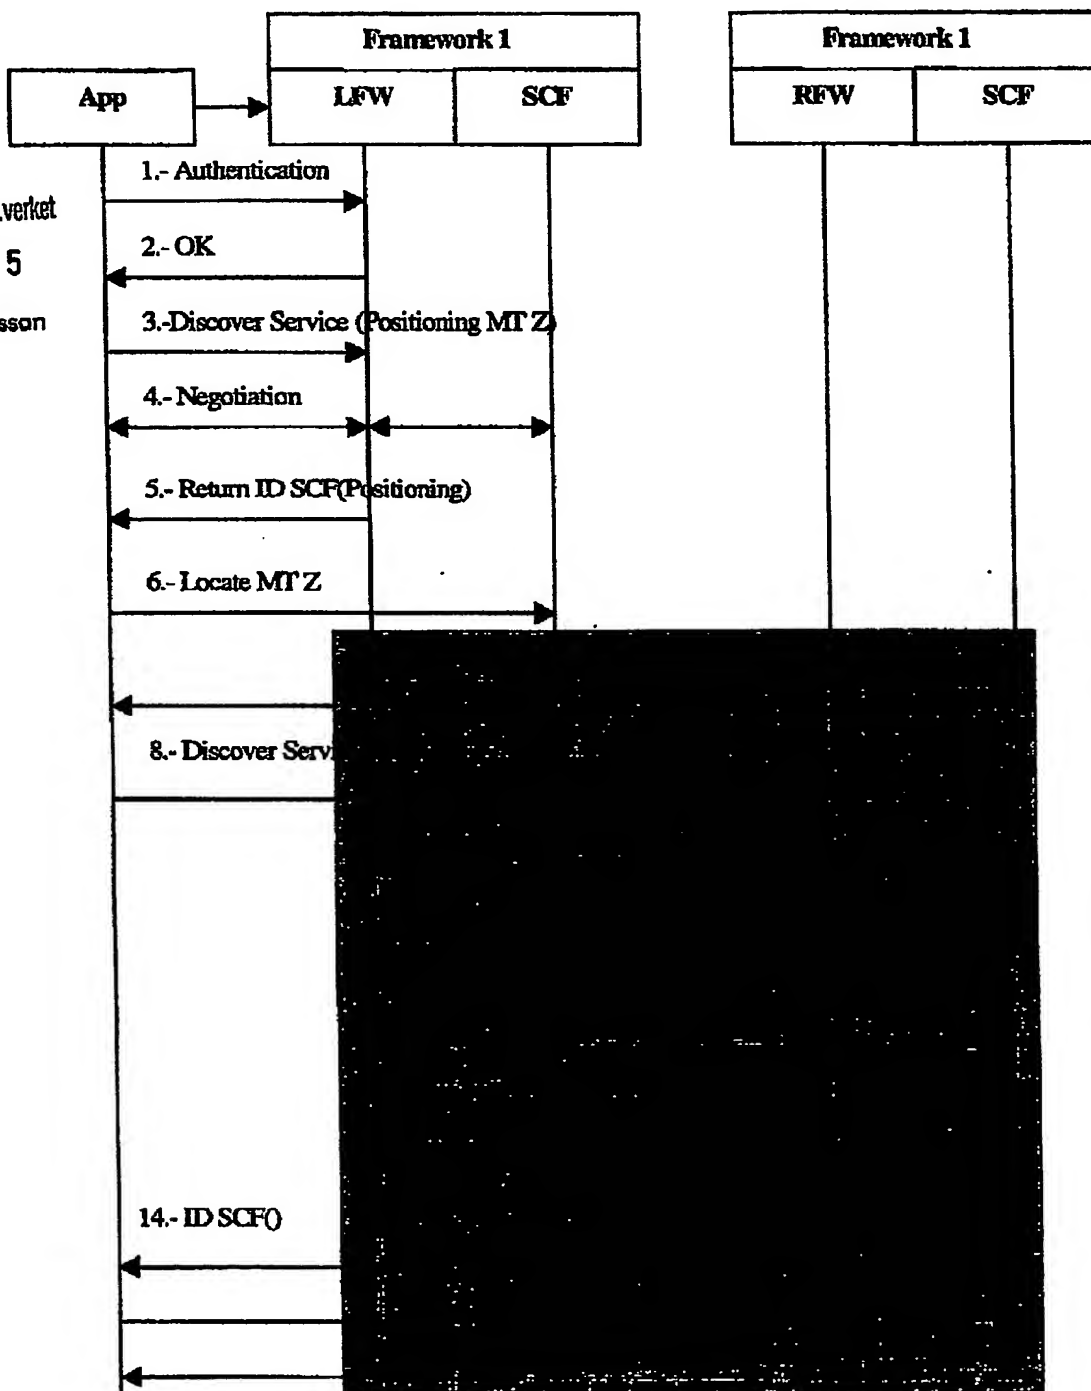 Framework 1
Framework 1
App
LFW
SCF
RFW
SCF
1.- Authentication
verket
2.- OK
5
sson
3.-Discover Service (Positioning MT Z)
4.- Negotiation
5.- Return ID SCF(Positioning)
6.- Locate MT Z
8.- Discover Servi
14.- ID SCF()